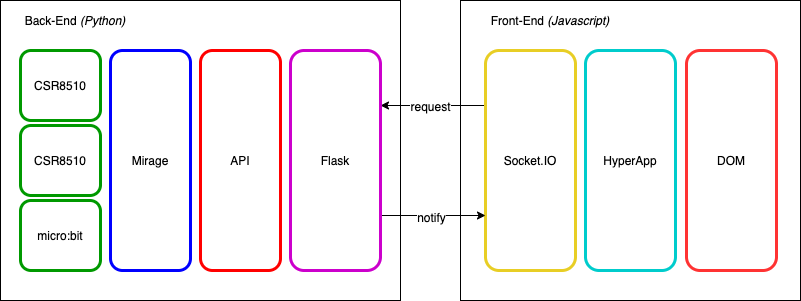 Back-End (Python)
CSR8510
CSR8510
micro:bit
Mirage
API
Flask
request
notify
Front-End (Javascript)
Socket.IO
HyperApp
DOM